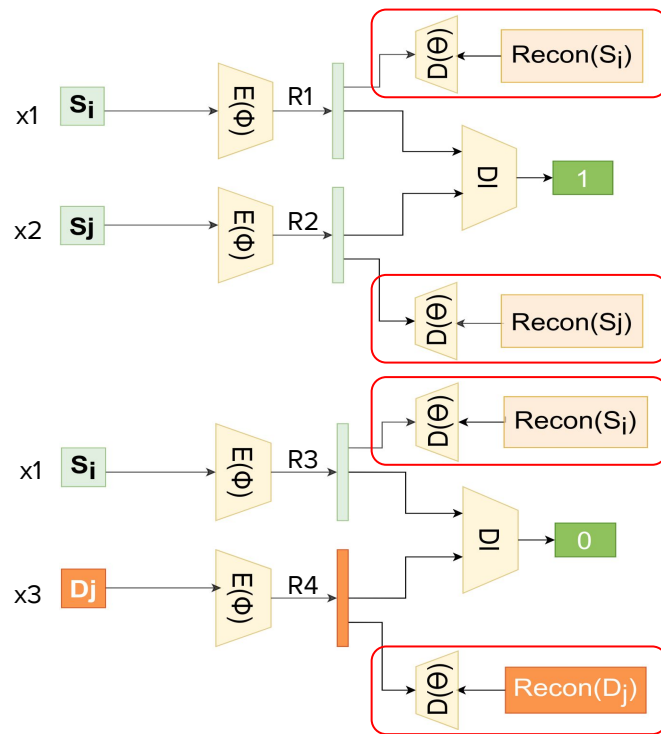 D(Θ)
Recon(Si)
x1
Si
E(Φ)
R1
DI
1
x2
Sj
E(Φ)
R2
D(Θ)
Recon(Sj)
D(Θ)
Recon(Si)
x1
Si
E(Φ)
R3
DI
0
x3
Dj
E(Φ)
R4
D(Θ)
Recon(Dj)